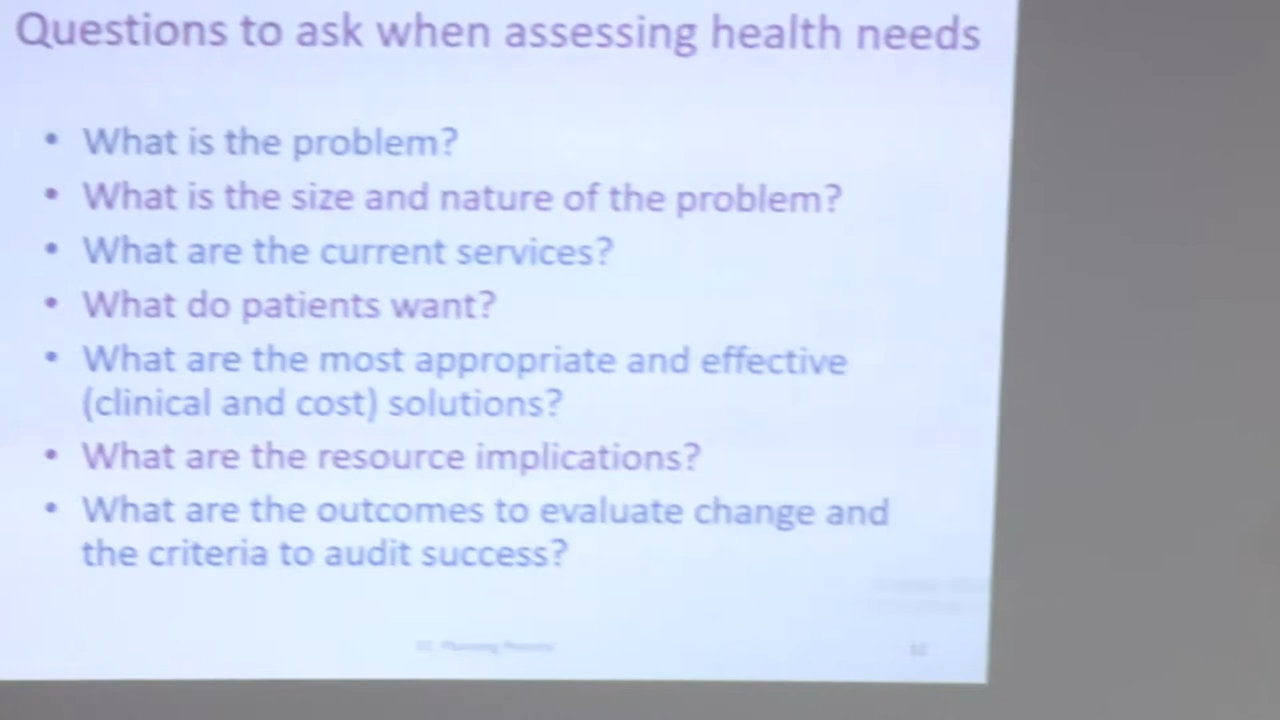 Questions to ask when assessing health needs
• What is the problem?
• What is the size and nature of the problem?
• What are the current services?
• What do patients want?
• What are the most appropriate and effective
(clinical and cost) solutions?
• What are the resource implications?
• What are the outcomes to evaluate change and
the criteria to audit success?
Planning Process